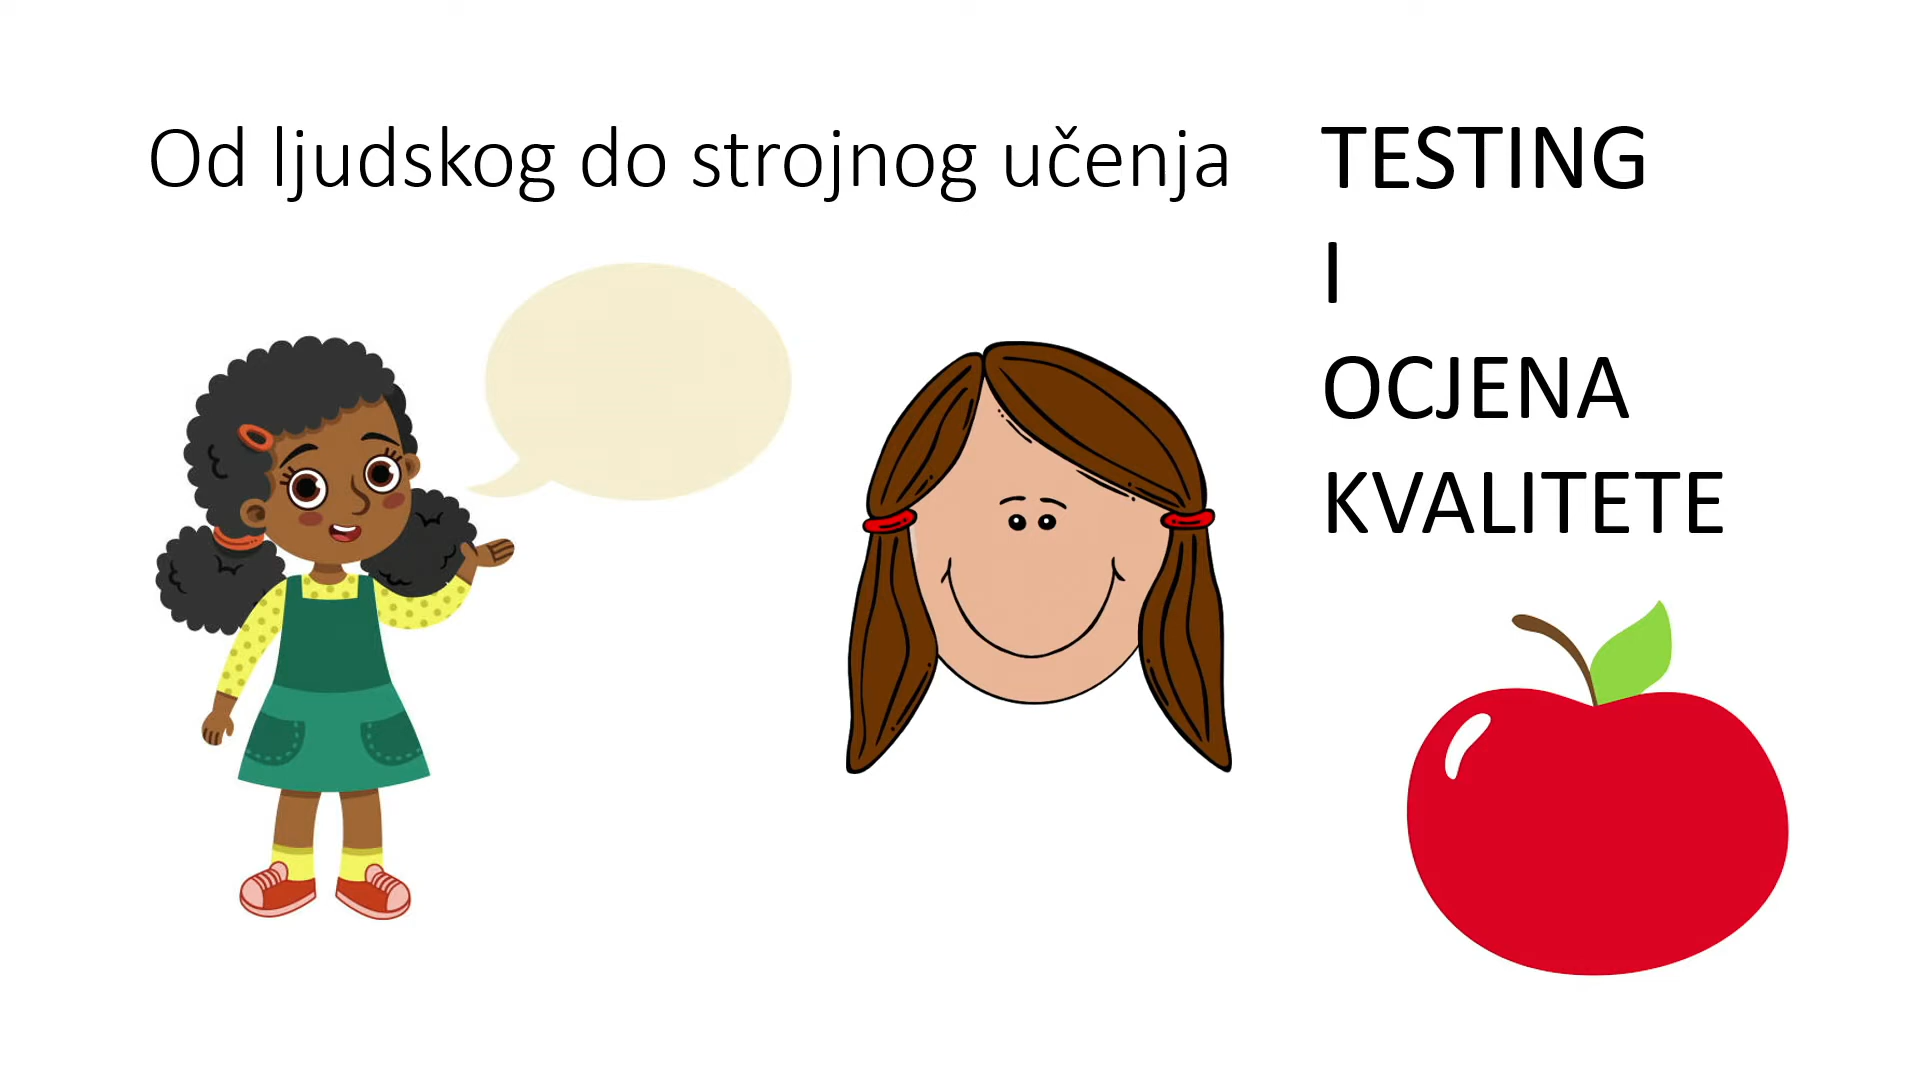 Od ljudskog do strojnog učenja
TESTING
I
OCJENA
KVALITETE